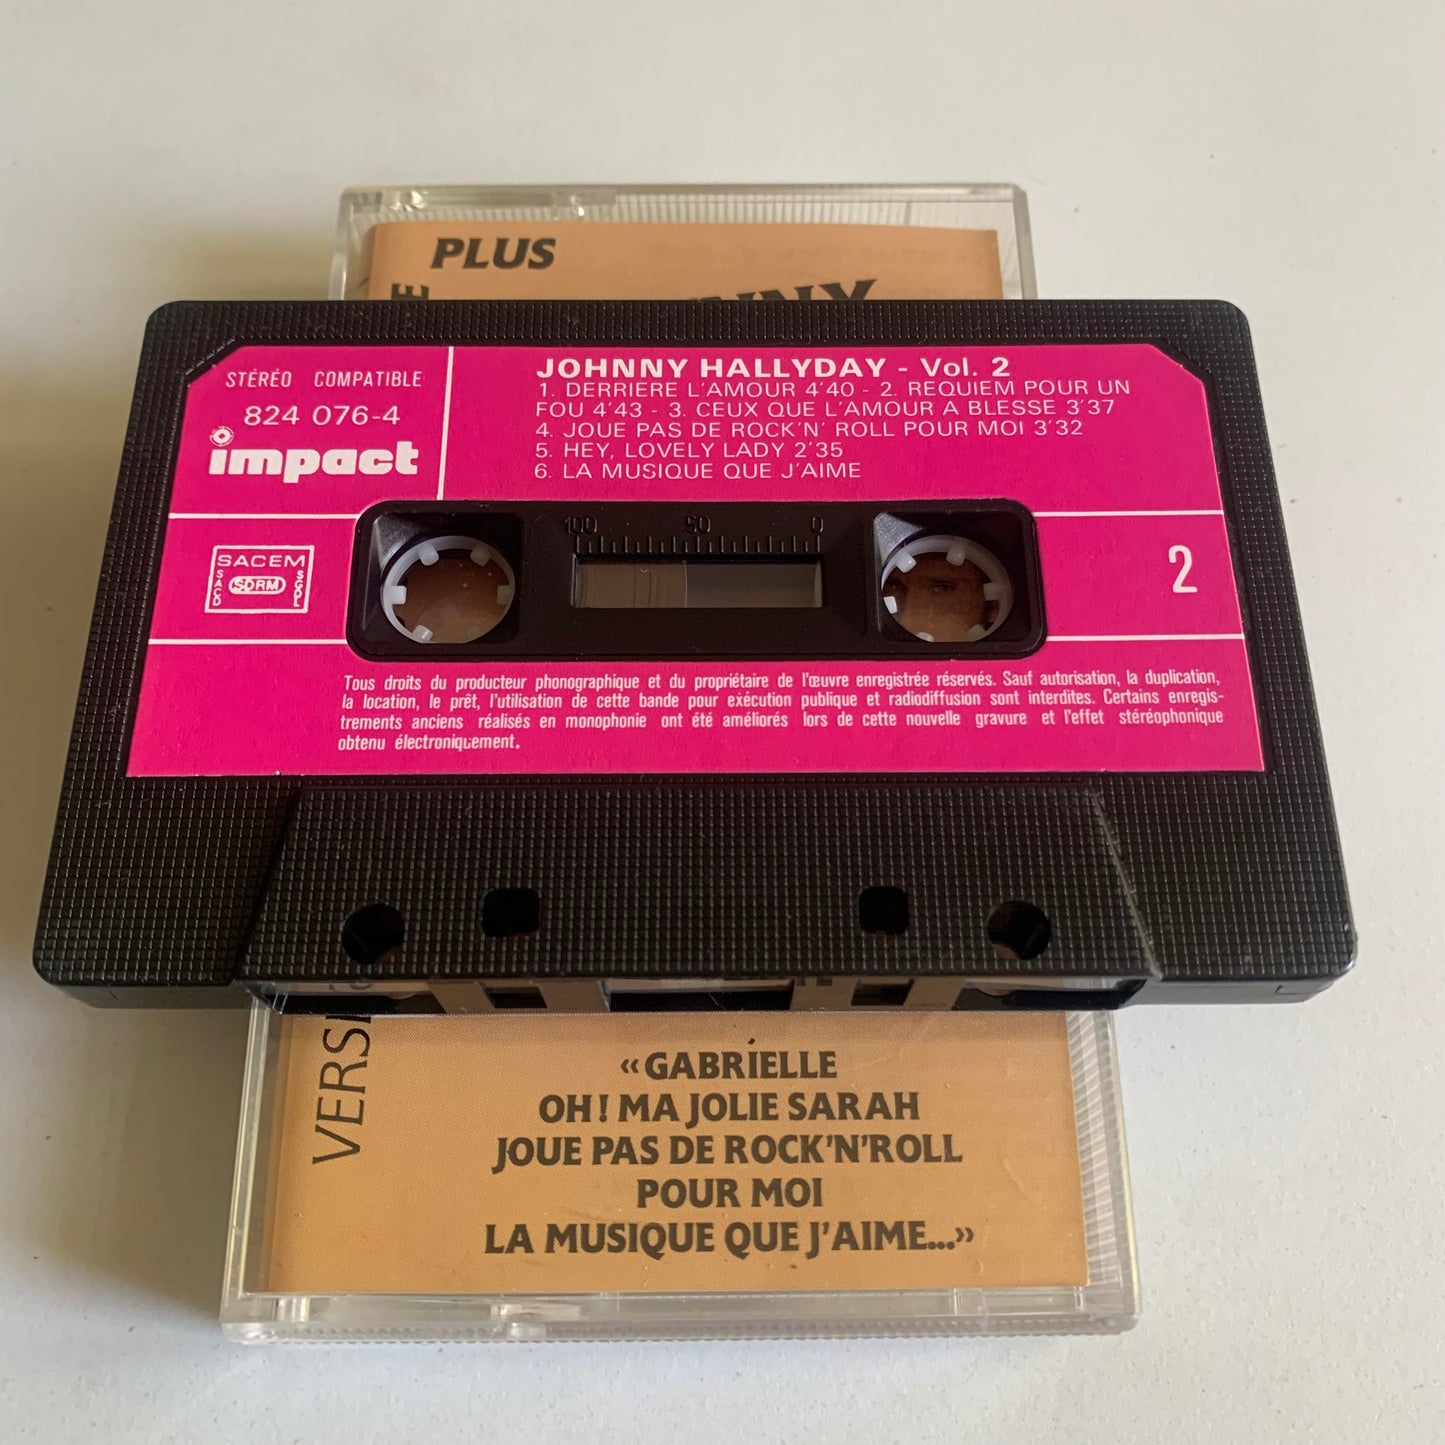 PLUS
STÉRÉO COMPATIBLE
824 076-4
impact
JOHNNY HALLYDAY - Vol. 2
1. DERRIERE L'AMOUR 4'40 - 2. REQUIEM POUR UN
FOU 4'43 - 3. CEUX QUE L'AMOUR A BLESSE 3'37
4. JOUE PAS DE ROCK'N' ROLL POUR MOI 3'32
5. HEY, LOVELY LADY 2'35
6. LA MUSIQUE QUE J'AIME
100 50 0
SACEM
SACD SDRM SGDL
2
Tous droits du producteur phonographique et du propriétaire de l'œuvre enregistrée réservés. Sauf autorisation, la duplication,
la location, le prêt, l'utilisation de cette bande pour exécution publique et radiodiffusion sont interdites. Certains enregis-
trements anciens réalisés en monophonie ont été améliorés lors de cette nouvelle gravure et l'effet stéréophonique
obtenu électroniquement.
«GABRIELLE
OH! MA JOLIE SARAH
JOUE PAS DE ROCK'N'ROLL
POUR MOI
LA MUSIQUE QUE J'AIME...»